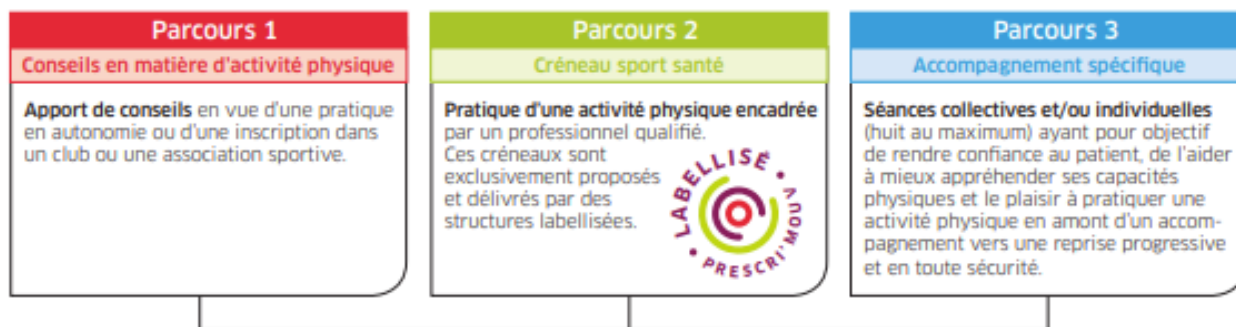 Parcours 1
Conseils en matière d'activité physique
Apport de conseils en vue d'une pratique
en autonomie ou d'une inscription dans
un club ou une association sportive.
Parcours 2
Créneau sport santé
Pratique d'une activité physique encadrée
par un professionnel qualifié.
Ces créneaux sont
exclusivement proposés
et délivrés par des
structures labellisées.
LABELLISÉ • PRESCRI'MOUV •
Parcours 3
Accompagnement spécifique
Séances collectives et/ou individuelles
(huit au maximum) ayant pour objectif
de rendre confiance au patient, de l'aider
à mieux appréhender ses capacités
physiques et le plaisir à pratiquer une
activité physique en amont d'un accom-
pagnement vers une reprise progressive
et en toute sécurité.